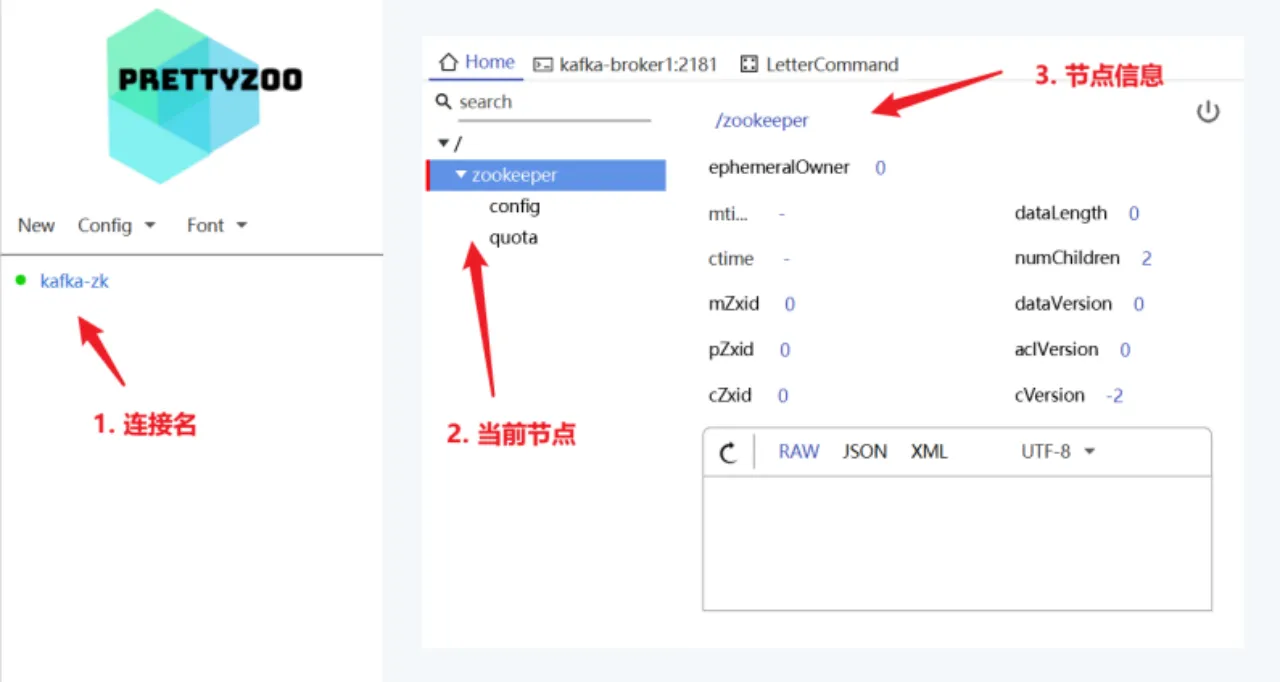 PRETTYZOO
New Config Font
kafka-zk
1. 连接名
Home kafka-broker1:2181 LetterCommand
search
/
zookeeper
config
quota
2. 当前节点
3. 节点信息
/zookeeper
ephemeralOwner 0
mti... - dataLength 0
ctime - numChildren 2
mZxid 0 dataVersion 0
pZxid 0 aclVersion 0
cZxid 0 cVersion -2
RAW JSON XML UTF-8